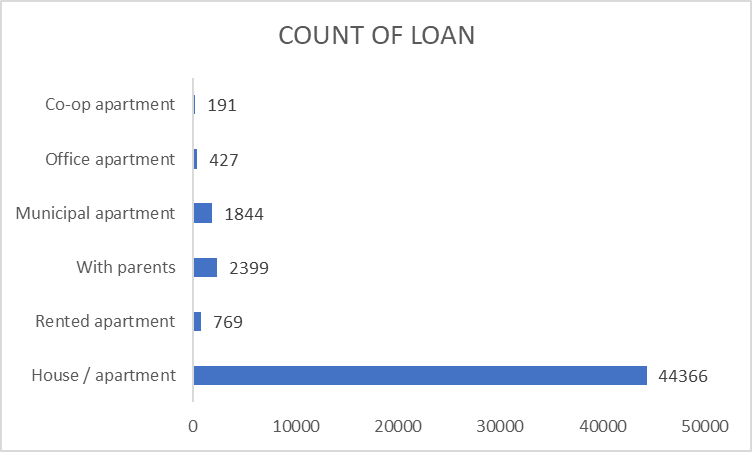 COUNT OF LOAN
Co-op apartment 191
Office apartment 427
Municipal apartment 1844
With parents 2399
Rented apartment 769
House / apartment 44366
0 10000 20000 30000 40000 50000